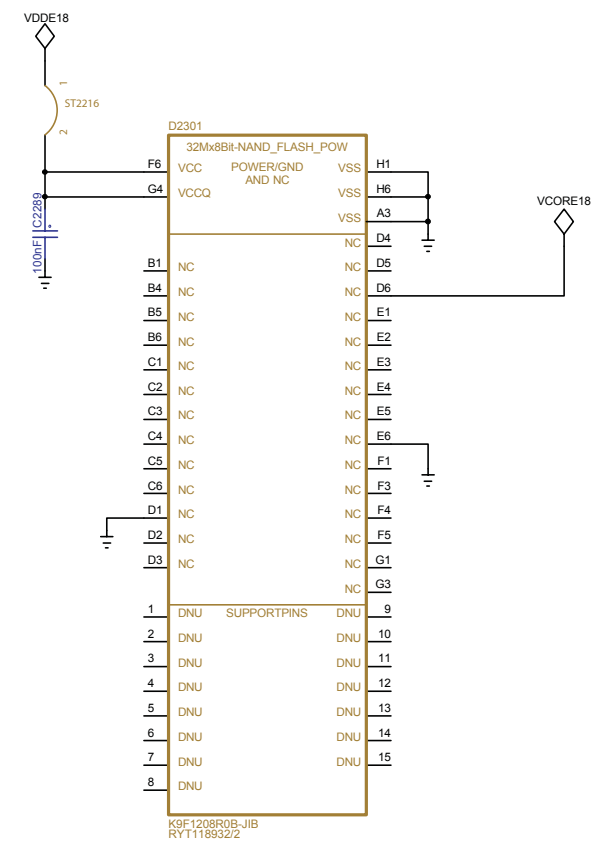 VDDE18
1
ST2216
2
D2301
32Mx8Bit-NAND_FLASH_POW
POWER/GND
AND NC
F6 VCC VSS H1
G4 VCCQ VSS H6
VSS A3
VCORE18
C2289
100nF
NC D4
B1 NC NC D5
B4 NC NC D6
B5 NC NC E1
B6 NC NC E2
C1 NC NC E3
C2 NC NC E4
C3 NC NC E5
C4 NC NC E6
C5 NC NC F1
C6 NC NC F3
D1 NC NC F4
D2 NC NC F5
D3 NC NC G1
NC G3
1 DNU SUPPORTPINS DNU 9
2 DNU DNU 10
3 DNU DNU 11
4 DNU DNU 12
5 DNU DNU 13
6 DNU DNU 14
7 DNU DNU 15
8 DNU
K9F1208R0B-JIB
RYT118932/2